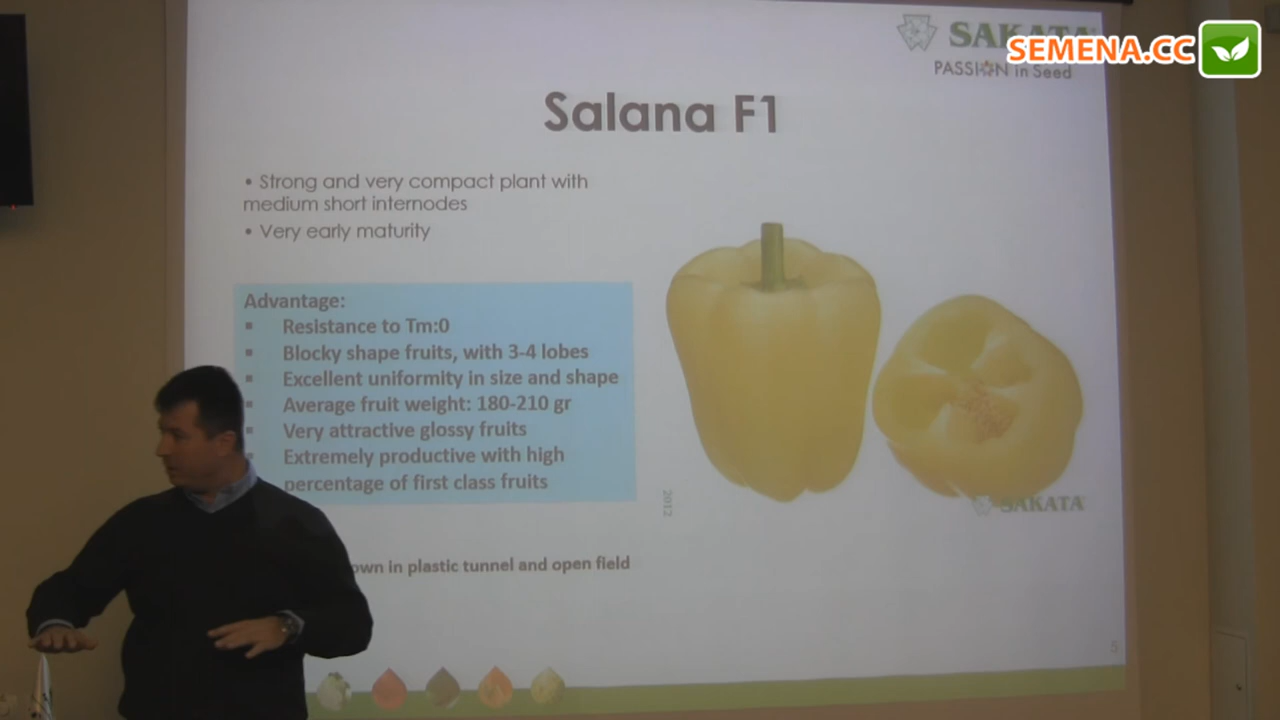 SAKATA
SEMENA.CC
PASSION in Seed
Salana F1
• Strong and very compact plant with
medium short internodes
• Very early maturity
Advantage:
▪ Resistance to Tm:0
▪ Blocky shape fruits, with 3-4 lobes
▪ Excellent uniformity in size and shape
▪ Average fruit weight: 180-210 gr
▪ Very attractive glossy fruits
▪ Extremely productive with high
percentage of first class fruits
2012
SAKATA
own in plastic tunnel and open field
5